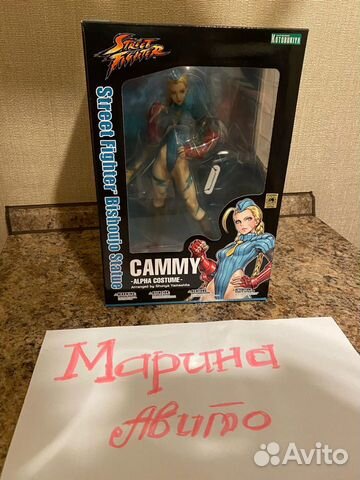 STREET FIGHTER
KOTOBUKIYA
Street Fighter Bishoujo Statue
CAMMY
-ALPHA COSTUME-
Arranged by Shunya Yamashita
Марина
Авито
Avito